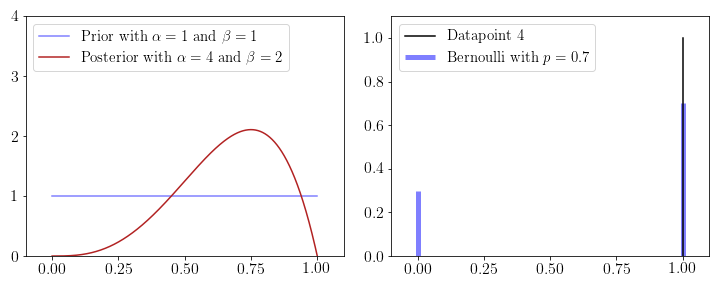 4
3
2
1
0
0.00 0.25 0.50 0.75 1.00
Prior with α = 1 and β = 1
Posterior with α = 4 and β = 2
1.0
0.8
0.6
0.4
0.2
0.0
0.00 0.25 0.50 0.75 1.00
Datapoint 4
Bernoulli with p = 0.7